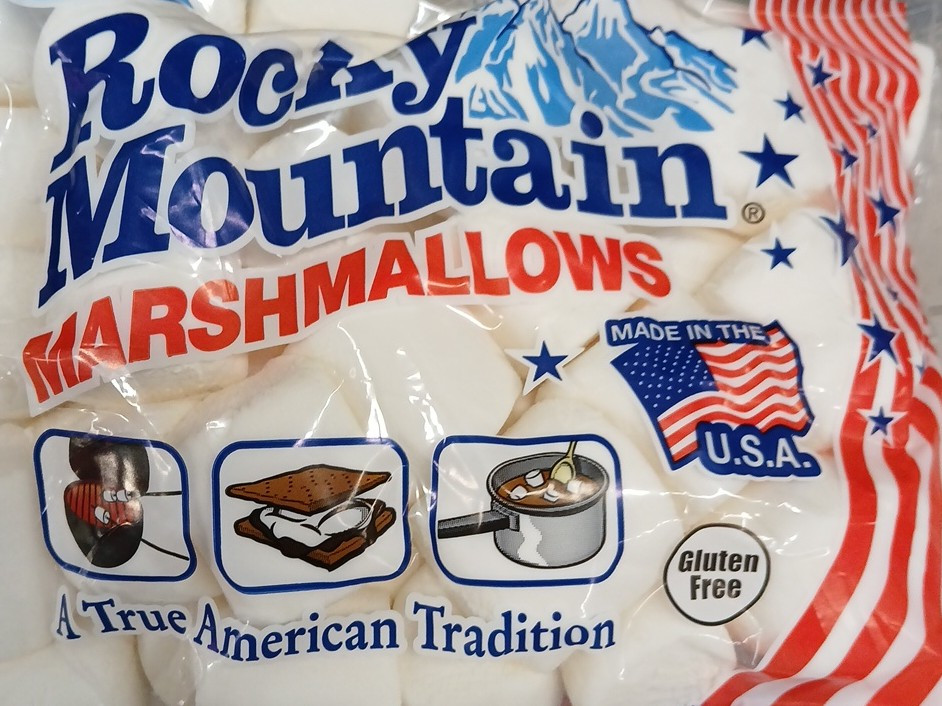 Rocky
Mountain®
MARSHMALLOWS
MADE IN THE
U.S.A.
Gluten
Free
A True American Tradition